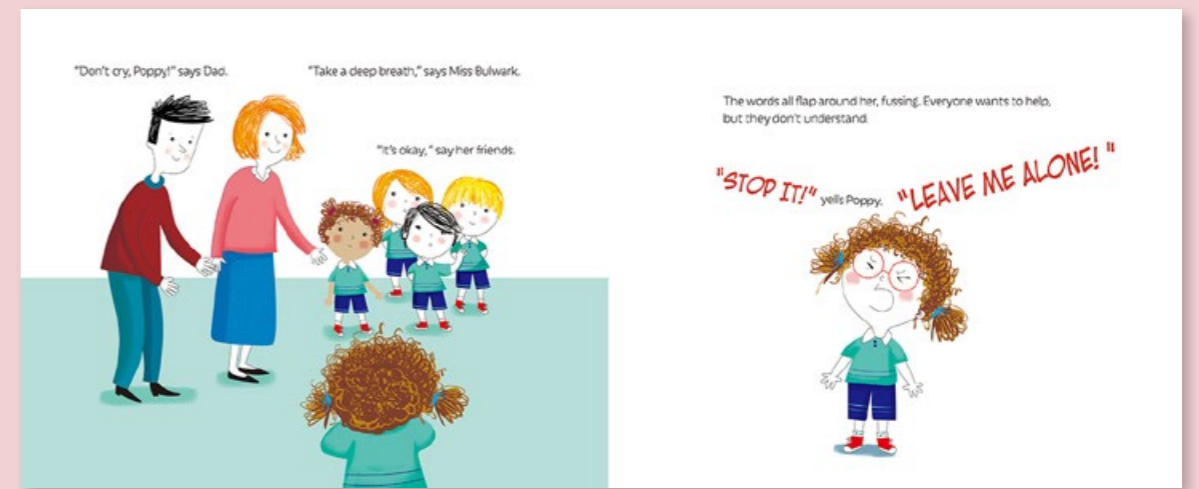 "Don't cry, Poppy!" says Dad.
"Take a deep breath," says Miss Bulwark.
"It's okay, " say her friends.
The words all flap around her, fussing. Everyone wants to help,
but they don't understand.
"STOP IT!" yells Poppy. "LEAVE ME ALONE! "